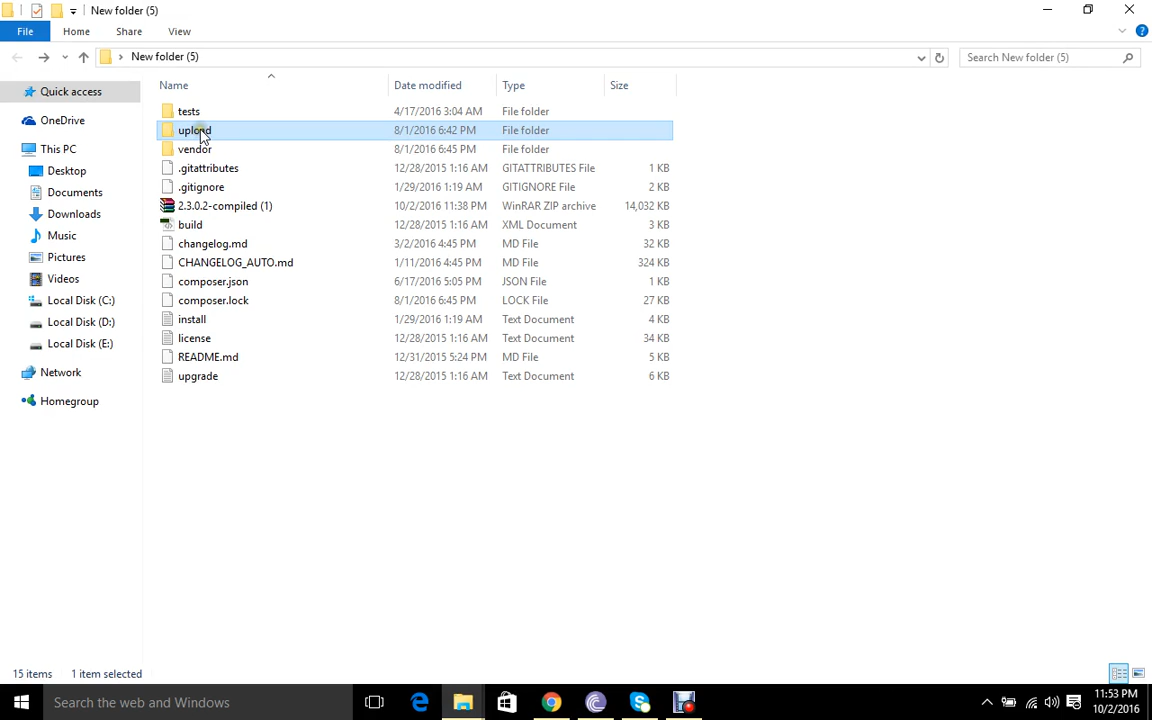 New folder (5)
File Home Share View
New folder (5) Search New folder (5)
Name Date modified Type Size
Quick access
OneDrive
This PC
Desktop
Documents
Downloads
Music
Pictures
Videos
Local Disk (C:)
Local Disk (D:)
Local Disk (E:)
Network
Homegroup
tests 4/17/2016 3:04 AM File folder
upload 8/1/2016 6:42 PM File folder
vendor 8/1/2016 6:45 PM File folder
.gitattributes 12/28/2015 1:16 AM GITATTRIBUTES File 1 KB
.gitignore 1/29/2016 1:19 AM GITIGNORE File 2 KB
2.3.0.2-compiled (1) 10/2/2016 11:38 PM WinRAR ZIP archive 14,032 KB
build 12/28/2015 1:16 AM XML Document 3 KB
changelog.md 3/2/2016 4:45 PM MD File 32 KB
CHANGELOG_AUTO.md 1/11/2016 4:45 PM MD File 324 KB
composer.json 6/17/2016 5:05 PM JSON File 1 KB
composer.lock 8/1/2016 6:45 PM LOCK File 27 KB
install 1/29/2016 1:19 AM Text Document 4 KB
license 12/28/2015 1:16 AM Text Document 34 KB
README.md 12/31/2015 5:24 PM MD File 5 KB
upgrade 12/28/2015 1:16 AM Text Document 6 KB
15 items 1 item selected
Search the web and Windows
11:53 PM
10/2/2016